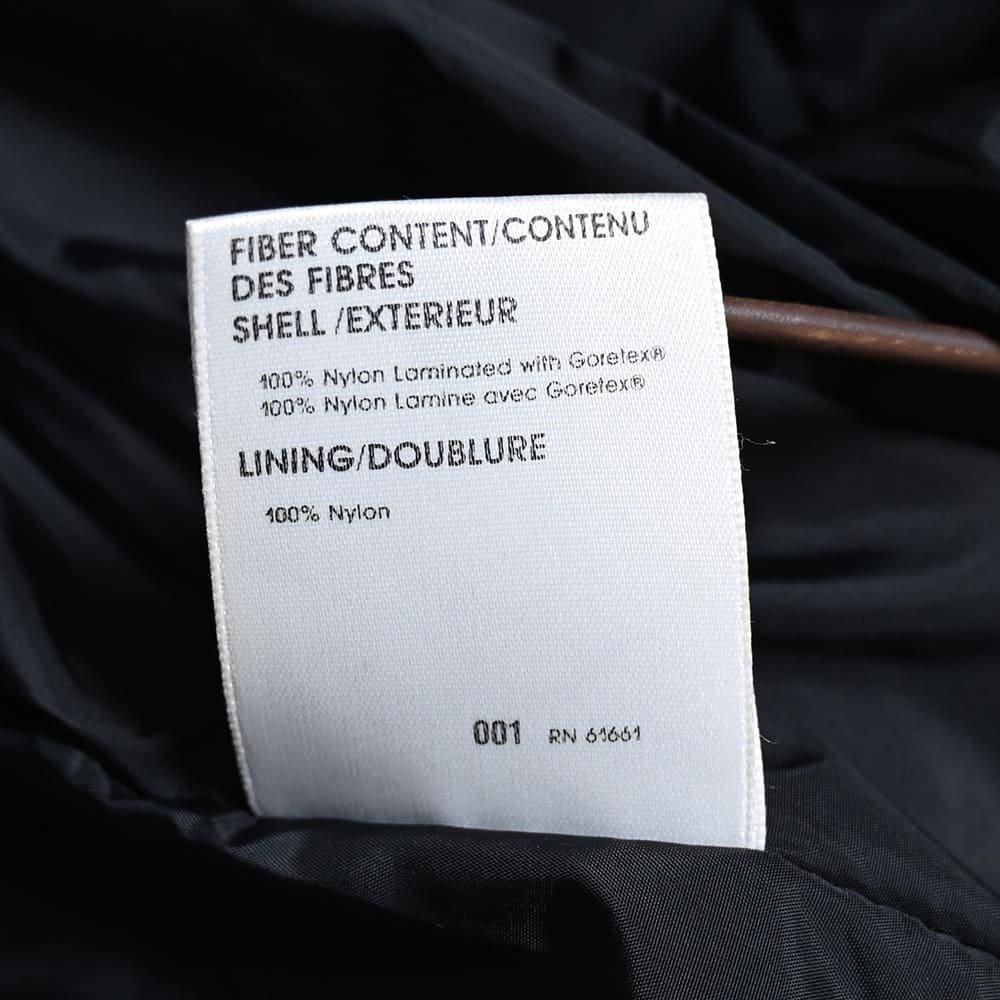 FIBER CONTENT/CONTENU
DES FIBRES
SHELL /EXTERIEUR
100% Nylon Laminated with Goretex®
100% Nylon Lamine avec Goretex®
LINING/DOUBLURE
100% Nylon
001 RN 61661